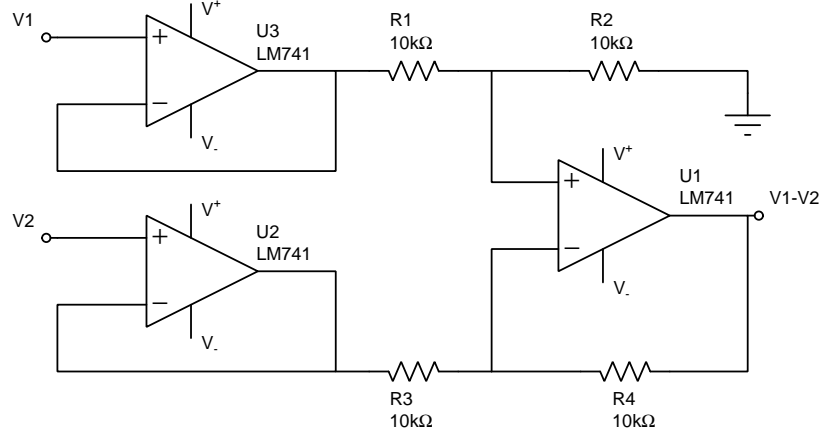 V1
V⁺
U3
LM741
+
−
V₋
R1
10kΩ
R2
10kΩ
V2
V⁺
U2
LM741
+
−
V₋
V⁺
U1
LM741
V1-V2
+
−
V₋
R3
10kΩ
R4
10kΩ